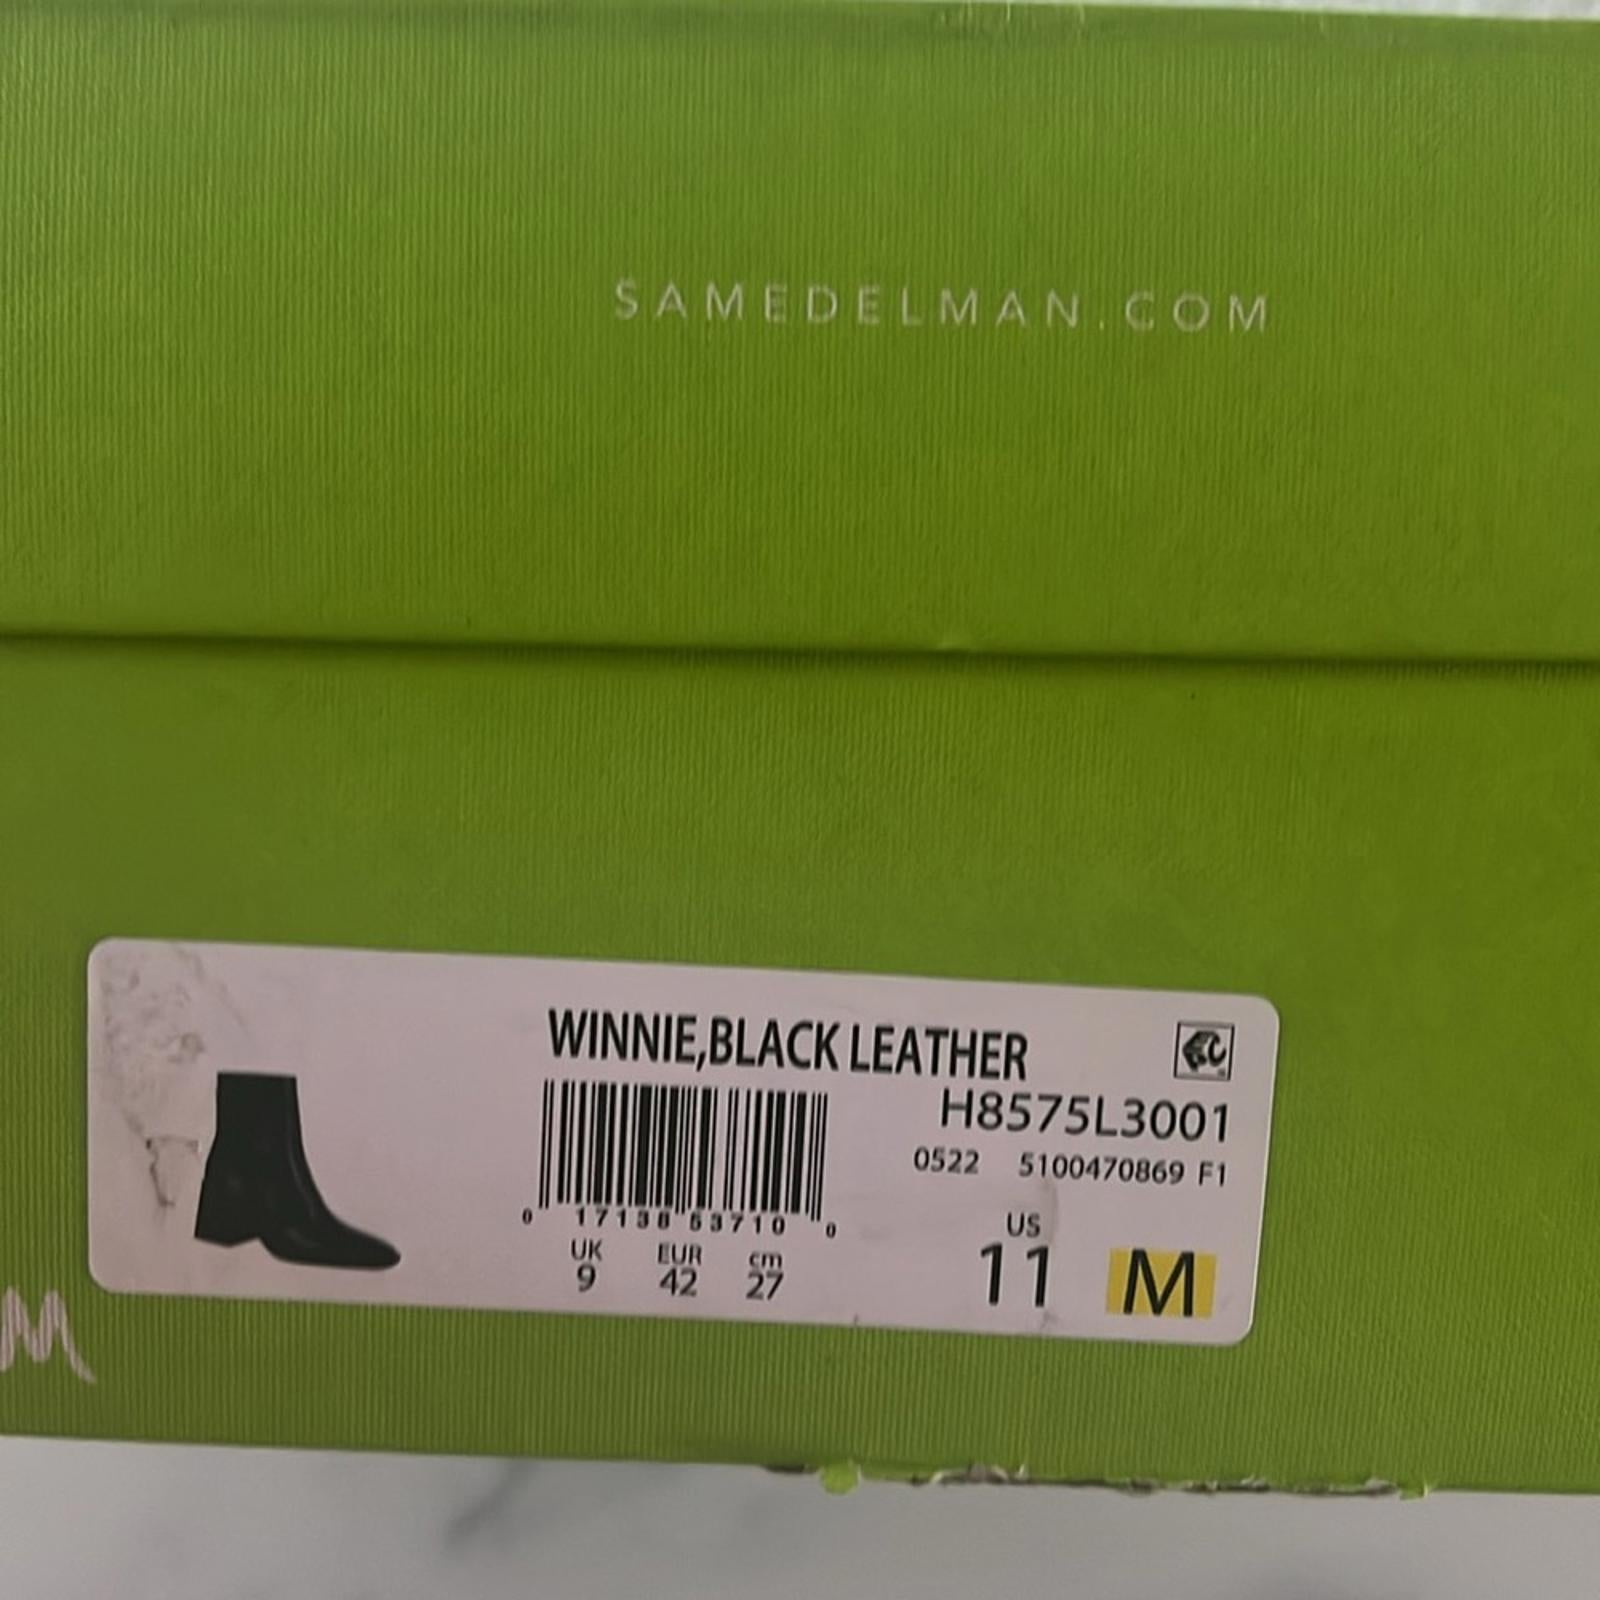 SAMEDELMAN.COM
WINNIE,BLACK LEATHER
H8575L3001
0522 5100470869 F1
0 17138 53710 0
UK EUR cm
9 42 27
US
11 M
M